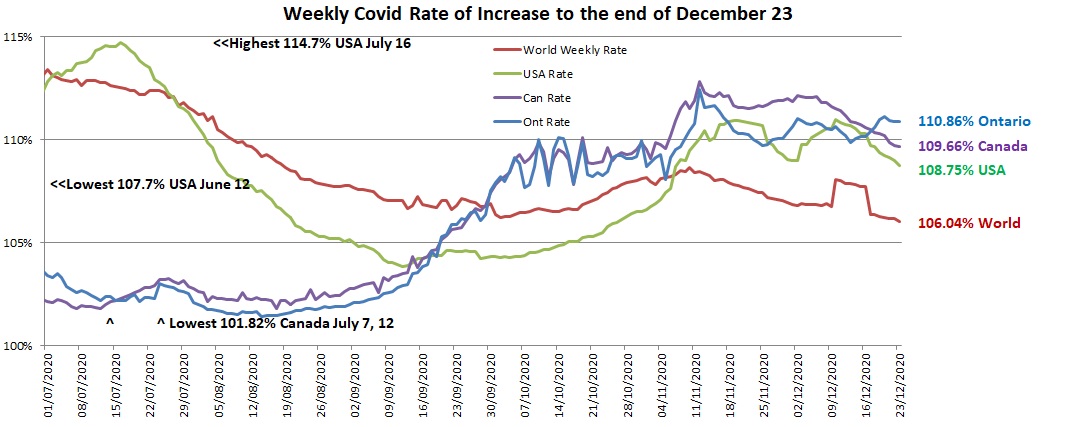 Weekly Covid Rate of Increase to the end of December 23
115%
<<Highest 114.7% USA July 16
World Weekly Rate
USA Rate
Can Rate
Ont Rate
110%
110.86% Ontario
109.66% Canada
108.75% USA
<<Lowest 107.7% USA June 12
106.04% World
105%
^ ^ Lowest 101.82% Canada July 7, 12
100%
01/07/2020
08/07/2020
15/07/2020
22/07/2020
29/07/2020
05/08/2020
12/08/2020
19/08/2020
26/08/2020
02/09/2020
09/09/2020
16/09/2020
23/09/2020
30/09/2020
07/10/2020
14/10/2020
21/10/2020
28/10/2020
04/11/2020
11/11/2020
18/11/2020
25/11/2020
02/12/2020
09/12/2020
16/12/2020
23/12/2020